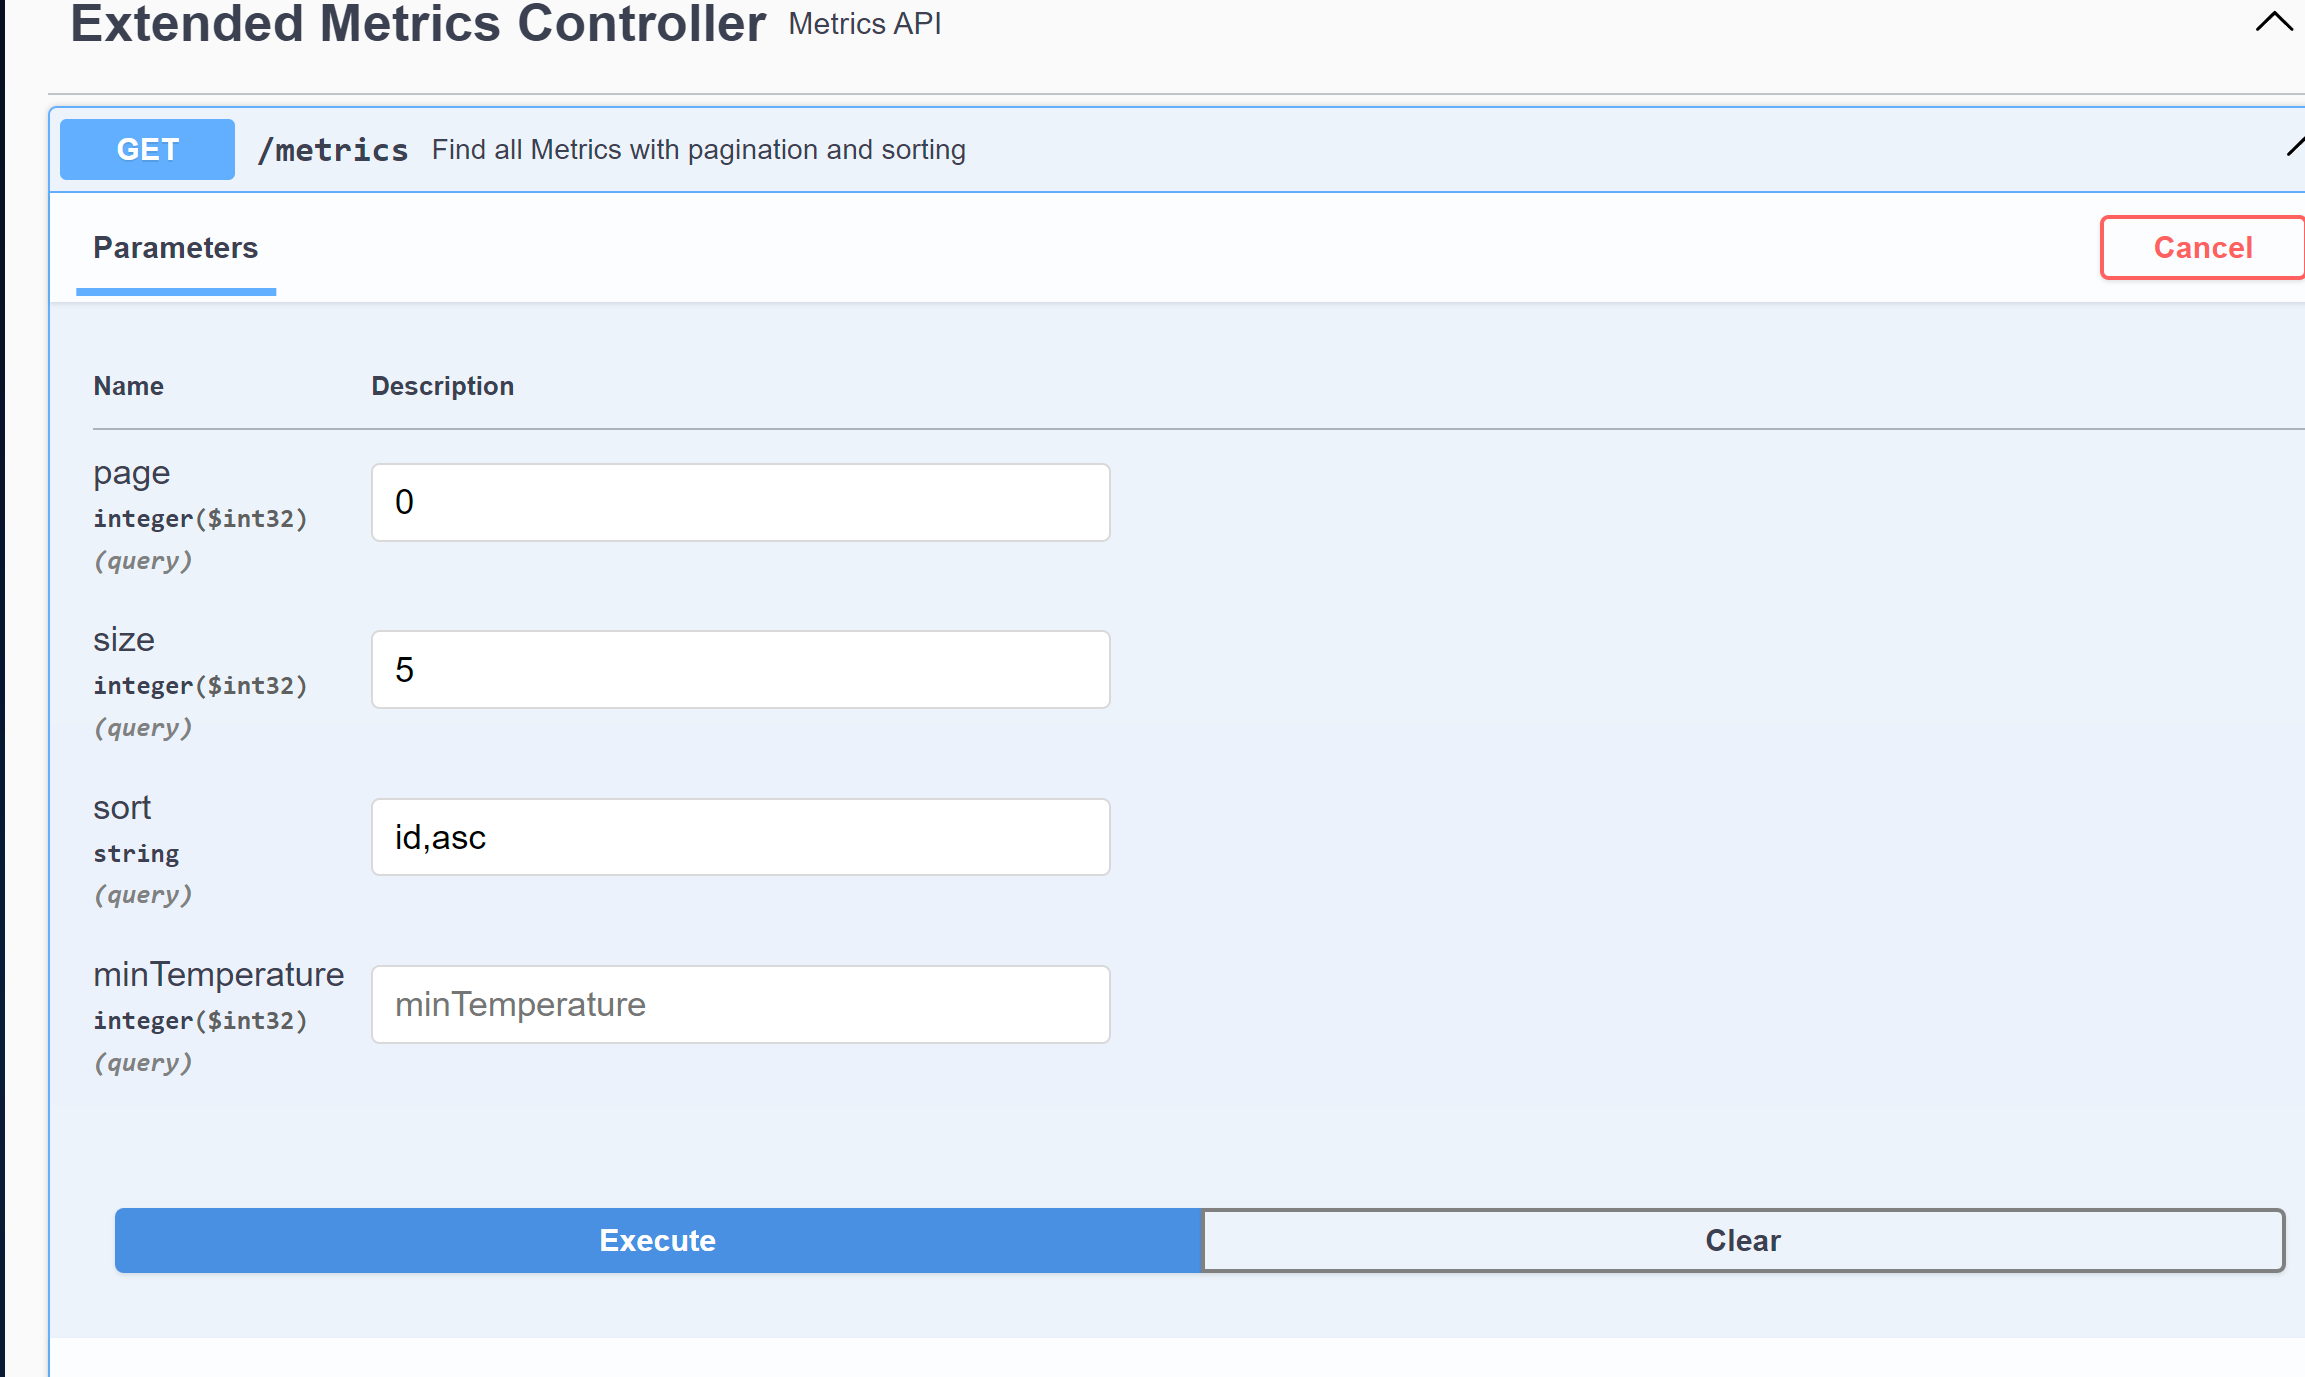 Extended Metrics Controller Metrics API
GET /metrics Find all Metrics with pagination and sorting
Parameters
Cancel
Name Description
page
integer($int32)
(query)
0
size
integer($int32)
(query)
5
sort
string
(query)
id,asc
minTemperature
integer($int32)
(query)
minTemperature
Execute Clear